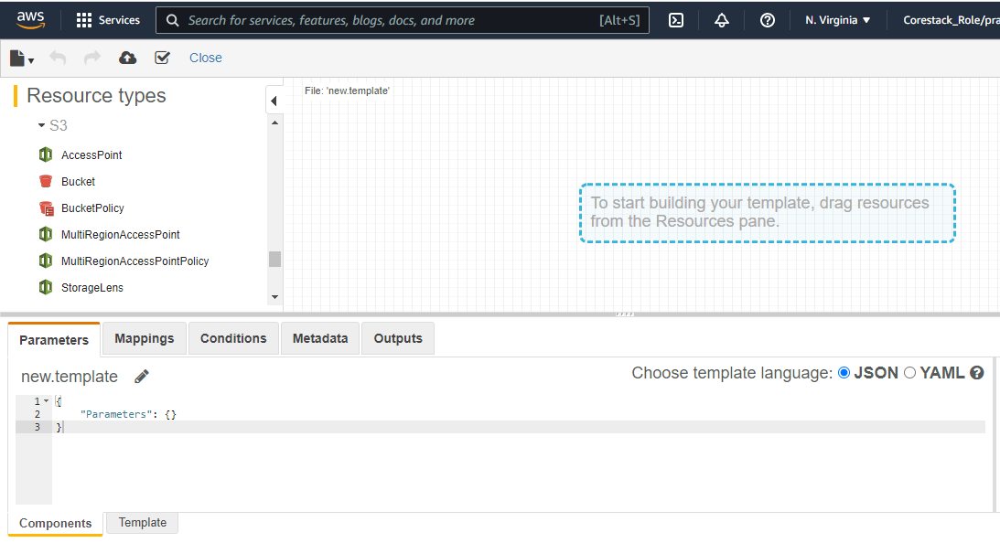 aws
Services
Search for services, features, blogs, docs, and more
[Alt+S]
N. Virginia
Corestack_Role/pra
Close
Resource types
S3
AccessPoint
Bucket
BucketPolicy
MultiRegionAccessPoint
MultiRegionAccessPointPolicy
StorageLens
File: 'new.template'
To start building your template, drag resources
from the Resources pane.
Parameters
Mappings
Conditions
Metadata
Outputs
new.template
Choose template language: JSON YAML
1 {
2 "Parameters": {}
3 }
Components
Template